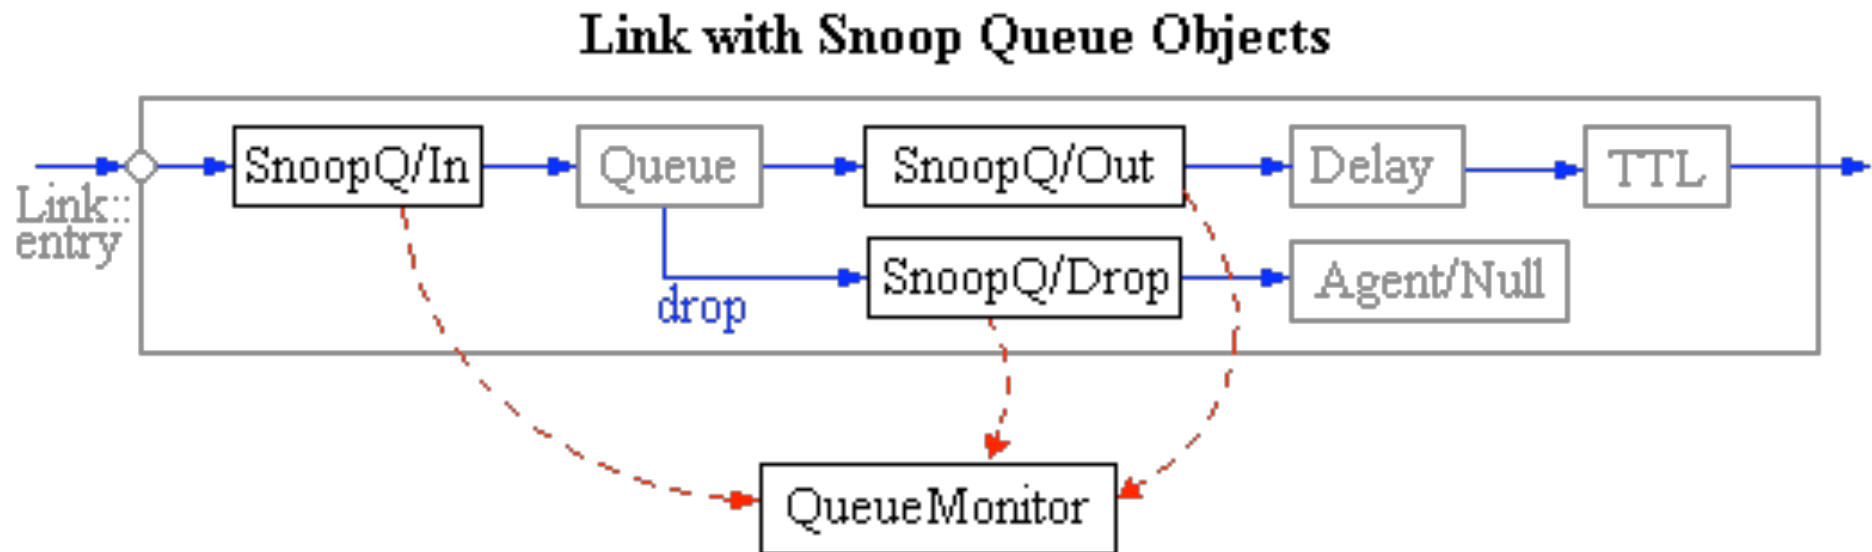 Link with Snoop Queue Objects
SnoopQ/In
Queue
SnoopQ/Out
Delay
TTL
Link::
entry
drop
SnoopQ/Drop
Agent/Null
QueueMonitor